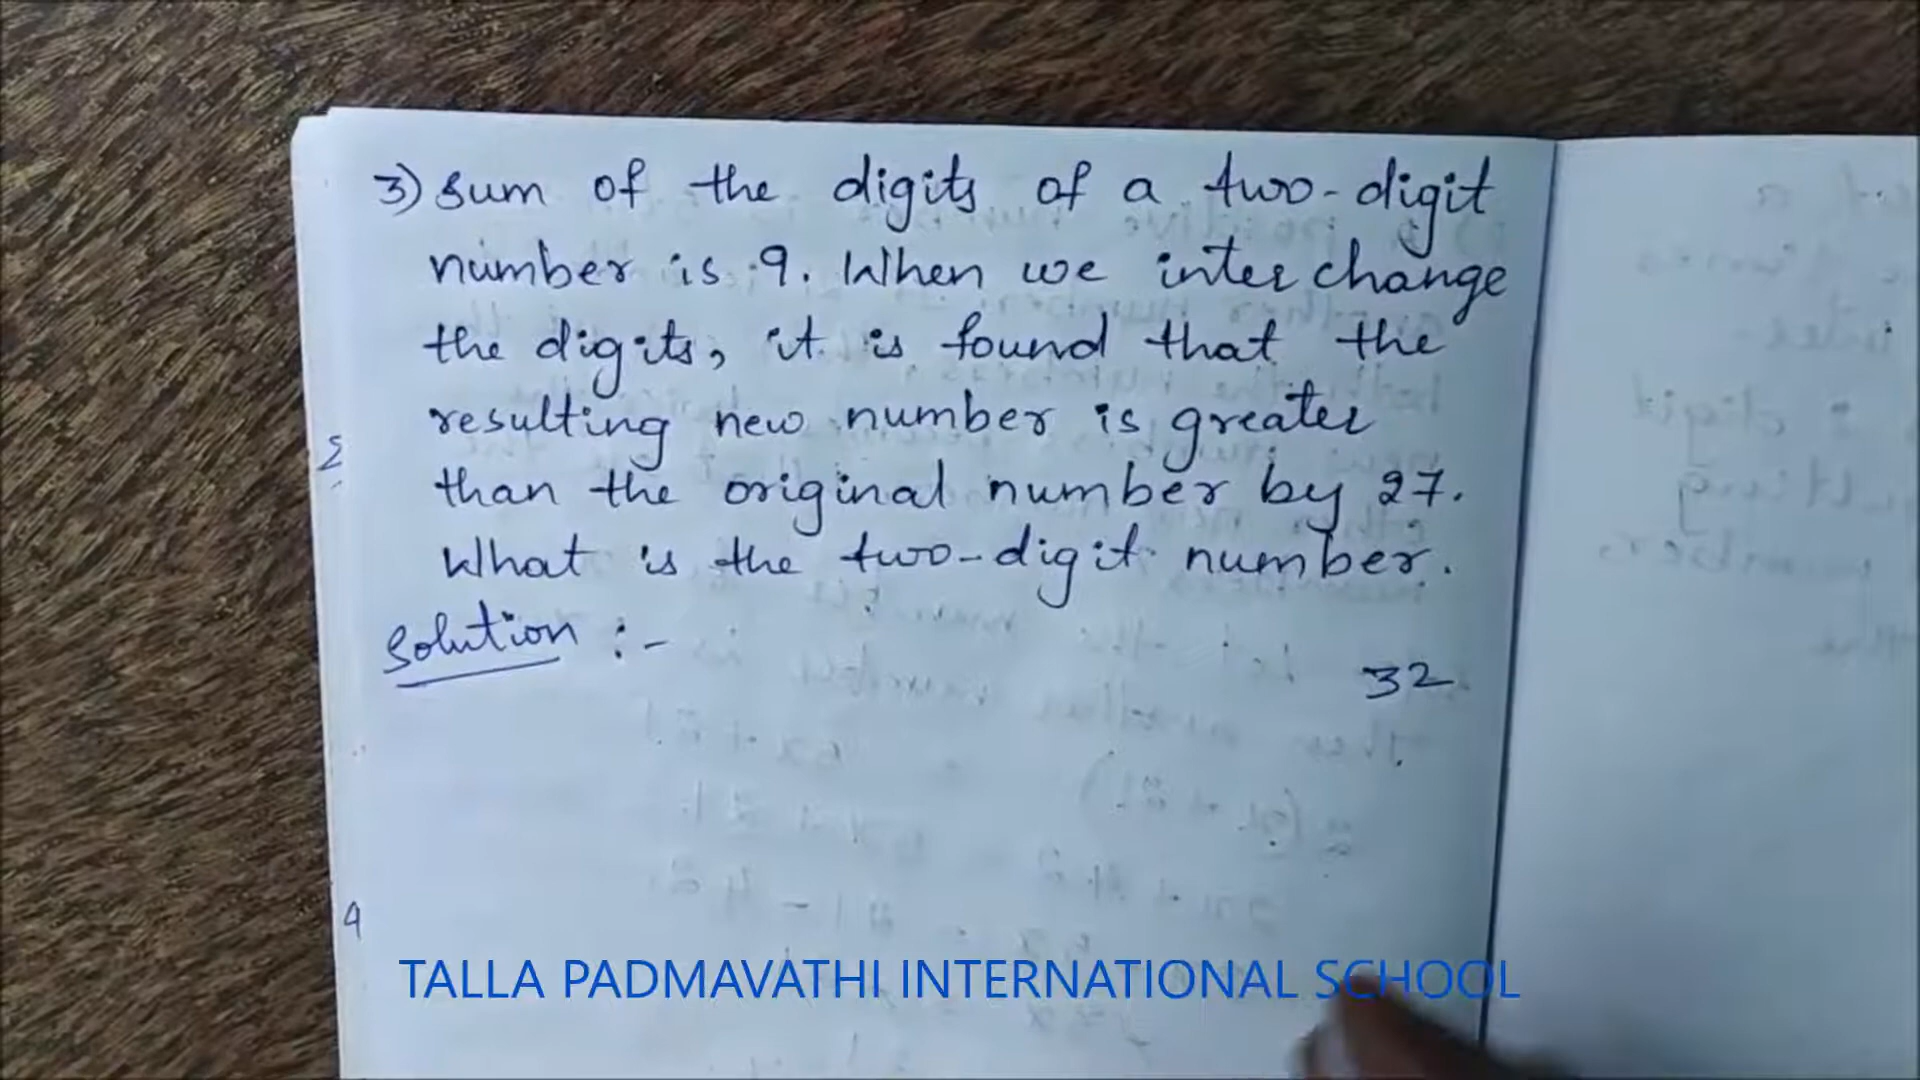 3) Sum of the digits of a two-digit
number is 9. When we interchange
the digits, it is found that the
resulting new number is greater
than the original number by 27.
What is the two-digit number.
Solution :-
32
TALLA PADMAVATHI INTERNATIONAL SCHOOL